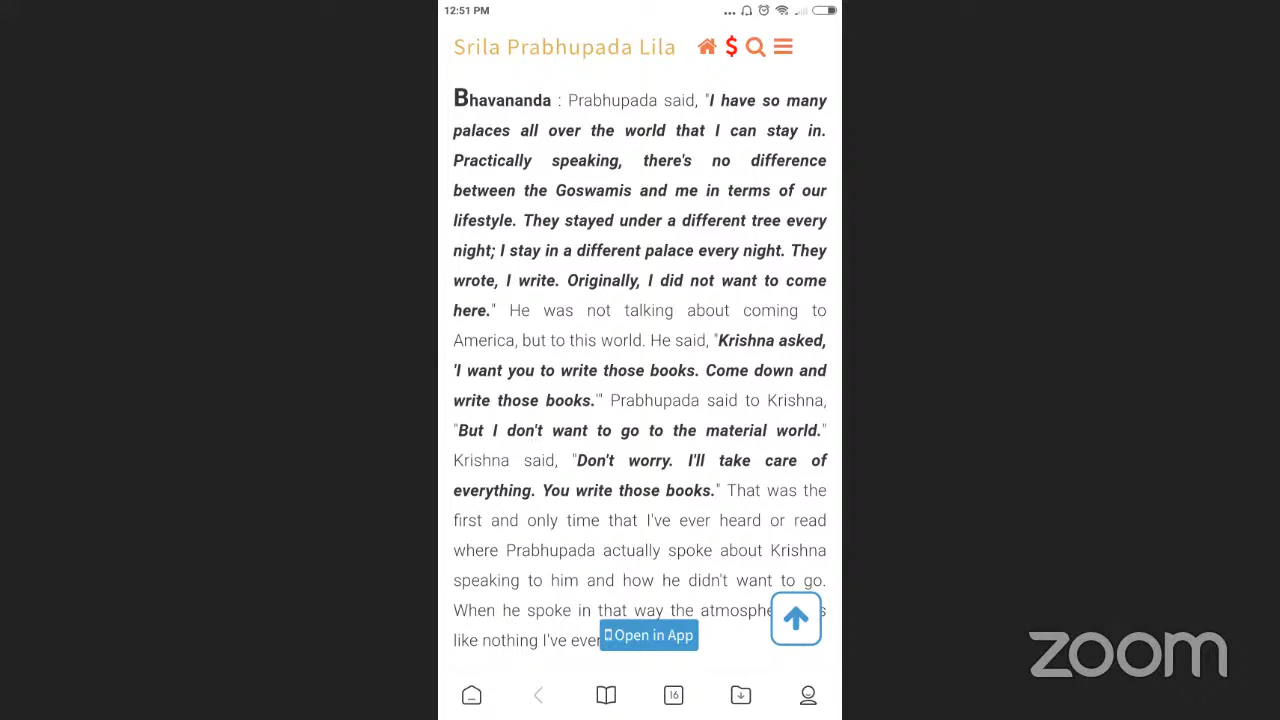 12:51 PM
Srila Prabhupada Lila
Bhavananda : Prabhupada said, "I have so many
palaces all over the world that I can stay in.
Practically speaking, there's no difference
between the Goswamis and me in terms of our
lifestyle. They stayed under a different tree every
night; I stay in a different palace every night. They
wrote, I write. Originally, I did not want to come
here." He was not talking about coming to
America, but to this world. He said, "Krishna asked,
'I want you to write those books. Come down and
write those books.'" Prabhupada said to Krishna,
"But I don't want to go to the material world."
Krishna said, "Don't worry. I'll take care of
everything. You write those books." That was the
first and only time that I've ever heard or read
where Prabhupada actually spoke about Krishna
speaking to him and how he didn't want to go.
When he spoke in that way the
like nothing I've
Open in App
16
zoom